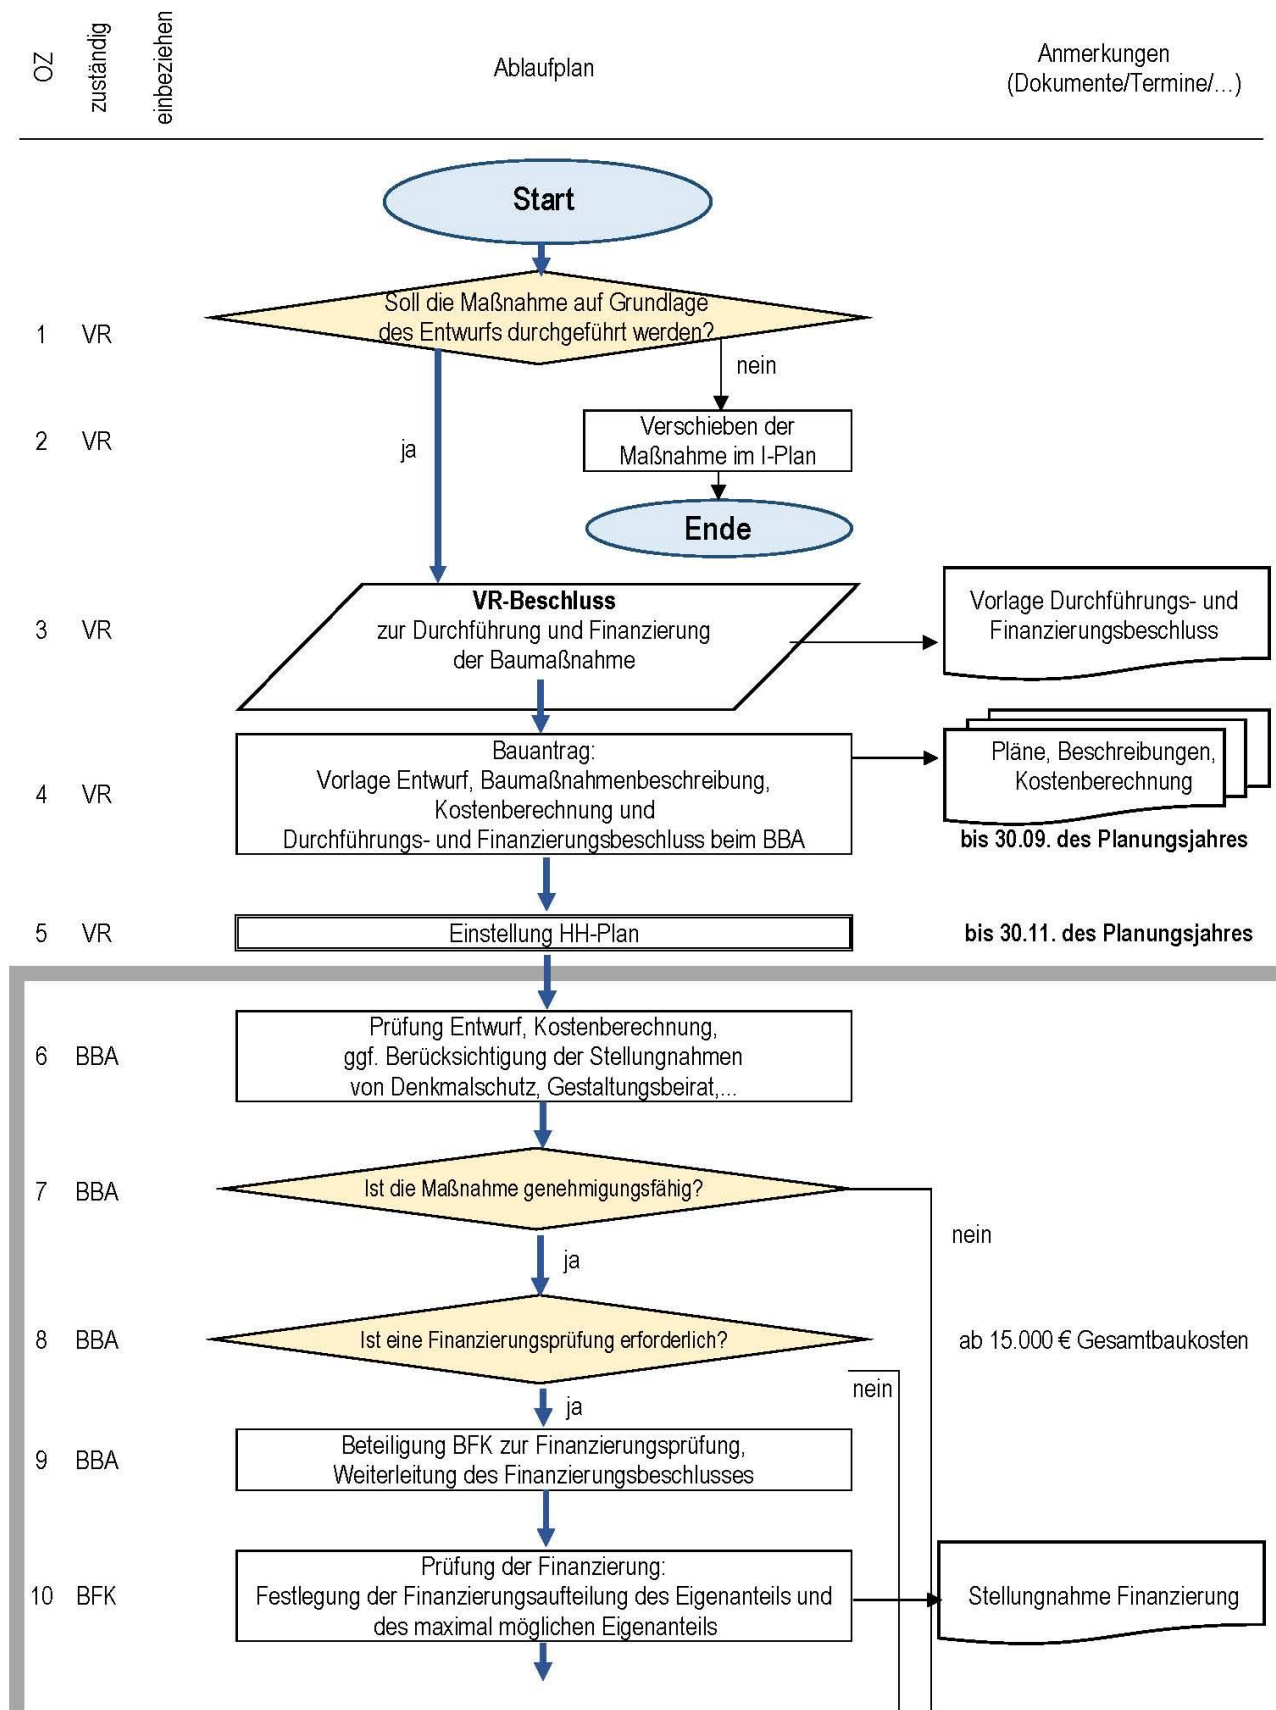 OZ
zuständig
einbeziehen
Ablaufplan
Anmerkungen
(Dokumente/Termine/...)
Start
1 VR
Soll die Maßnahme auf Grundlage
des Entwurfs durchgeführt werden?
nein
ja
2 VR
Verschieben der
Maßnahme im I-Plan
Ende
3 VR
VR-Beschluss
zur Durchführung und Finanzierung
der Baumaßnahme
Vorlage Durchführungs- und
Finanzierungsbeschluss
4 VR
Bauantrag:
Vorlage Entwurf, Baumaßnahmenbeschreibung,
Kostenberechnung und
Durchführungs- und Finanzierungsbeschluss beim BBA
Pläne, Beschreibungen,
Kostenberechnung
bis 30.09. des Planungsjahres
5 VR
Einstellung HH-Plan
bis 30.11. des Planungsjahres
6 BBA
Prüfung Entwurf, Kostenberechnung,
ggf. Berücksichtigung der Stellungnahmen
von Denkmalschutz, Gestaltungsbeirat,...
7 BBA
Ist die Maßnahme genehmigungsfähig?
nein
ja
8 BBA
Ist eine Finanzierungsprüfung erforderlich?
ab 15.000 € Gesamtbaukosten
nein
ja
9 BBA
Beteiligung BFK zur Finanzierungsprüfung,
Weiterleitung des Finanzierungsbeschlusses
10 BFK
Prüfung der Finanzierung:
Festlegung der Finanzierungsaufteilung des Eigenanteils und
des maximal möglichen Eigenanteils
Stellungnahme Finanzierung